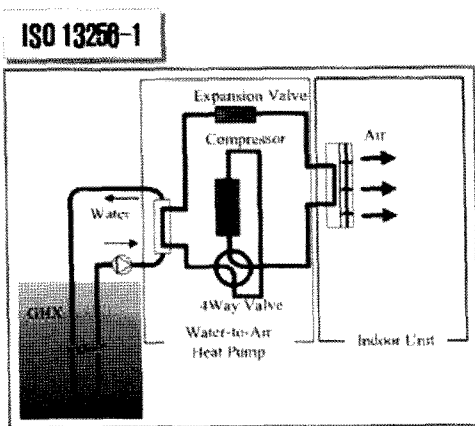 ISO 13256-1
Expansion Valve
Compressor
Air
Water
4Way Valve
GHX
Water-to-Air
Heat Pump
Indoor Unit